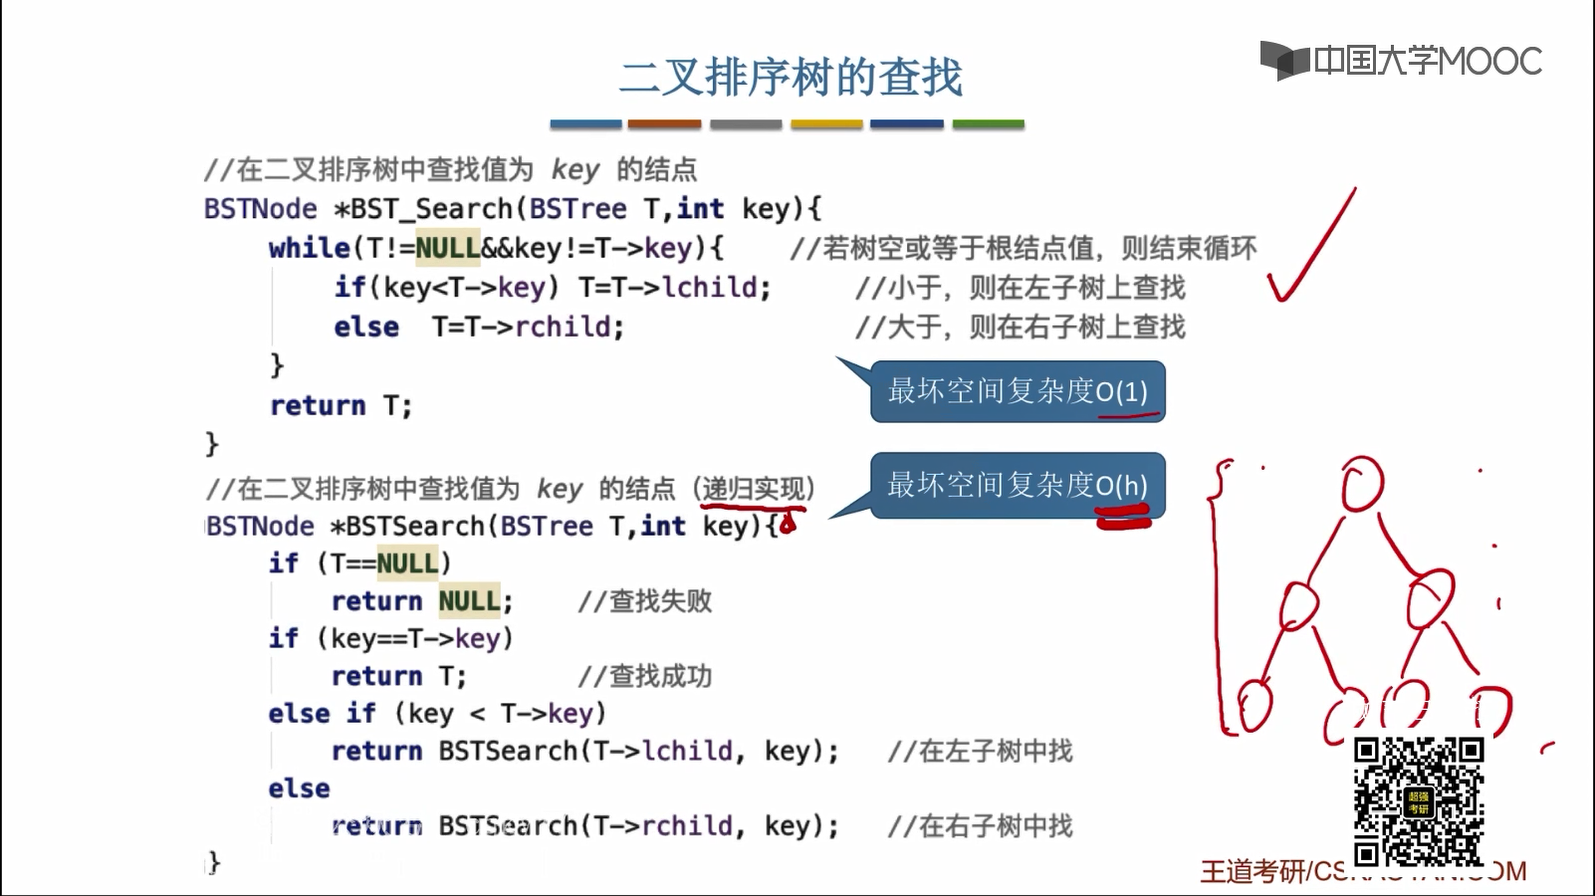 中国大学MOOC
二叉排序树的查找
//在二叉排序树中查找值为 key 的结点
BSTNode *BST_Search(BSTree T,int key){
while(T!=NULL&&key!=T->key){ //若树空或等于根结点值，则结束循环
if(key<T->key) T=T->lchild; //小于，则在左子树上查找
else T=T->rchild; //大于，则在右子树上查找
}
最坏空间复杂度O(1)
return T;
}
最坏空间复杂度O(h)
//在二叉排序树中查找值为 key 的结点（递归实现）
BSTNode *BSTSearch(BSTree T,int key){
if (T==NULL)
return NULL; //查找失败
if (key==T->key)
return T; //查找成功
else if (key < T->key)
return BSTSearch(T->lchild, key); //在左子树中找
else
return BSTSearch(T->rchild, key); //在右子树中找
}
超强
考研
王道考研/CSKAOYAN.COM